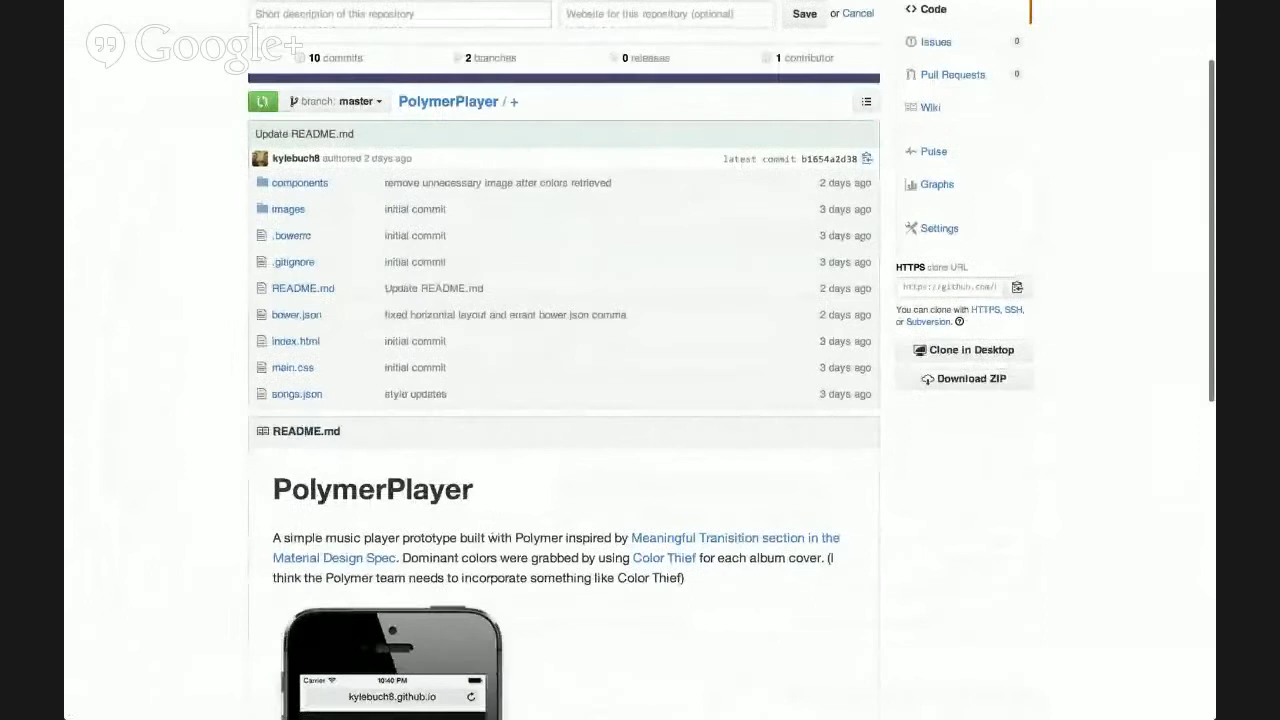 Short description of this repository Website for this repository (optional) Save or Cancel
Google+
10 commits 2 branches 0 releases 1 contributor
branch: master PolymerPlayer / +
Update README.md
kylebuch8 authored 2 days ago latest commit b1654a2d38
components remove unnecessary image after colors retrieved 2 days ago
images initial commit 3 days ago
.bowerrc initial commit 3 days ago
.gitignore initial commit 3 days ago
README.md Update README.md 2 days ago
bower.json fixed horizontal layout and errant bower json comma 2 days ago
index.html initial commit 3 days ago
main.css initial commit 3 days ago
songs.json style updates 3 days ago
README.md
PolymerPlayer
A simple music player prototype built with Polymer inspired by Meaningful Tranisition section in the
Material Design Spec. Dominant colors were grabbed by using Color Thief for each album cover. (I
think the Polymer team needs to incorporate something like Color Thief)
Carrier 10:40 PM
kylebuch8.github.io
Code
Issues 0
Pull Requests 0
Wiki
Pulse
Graphs
Settings
HTTPS clone URL
https://github.com/
You can clone with HTTPS, SSH,
or Subversion.
Clone in Desktop
Download ZIP